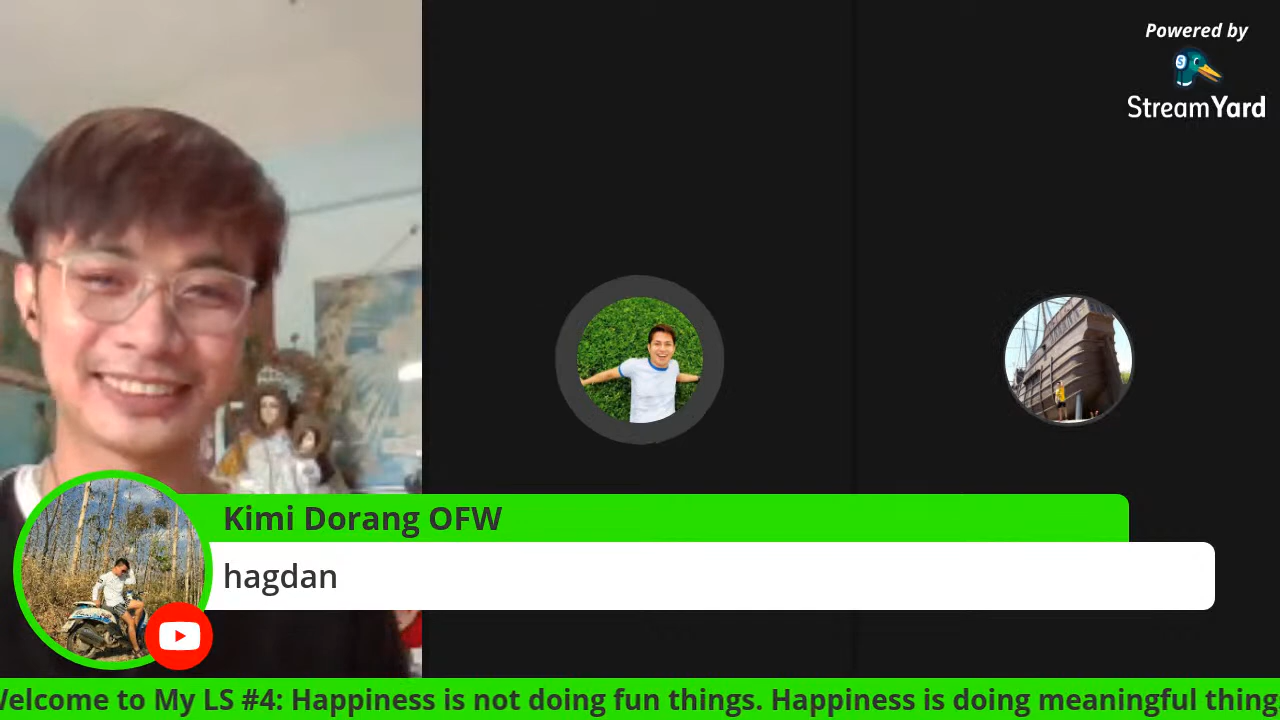 Powered by
StreamYard
Kimi Dorang OFW
hagdan
Welcome to My LS #4: Happiness is not doing fun things. Happiness is doing meaningful thing